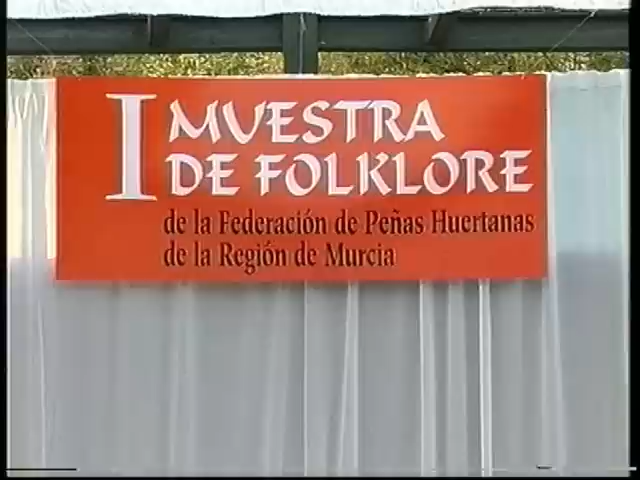 I MUESTRA
DE FOLKLORE
de la Federación de Peñas Huertanas
de la Región de Murcia